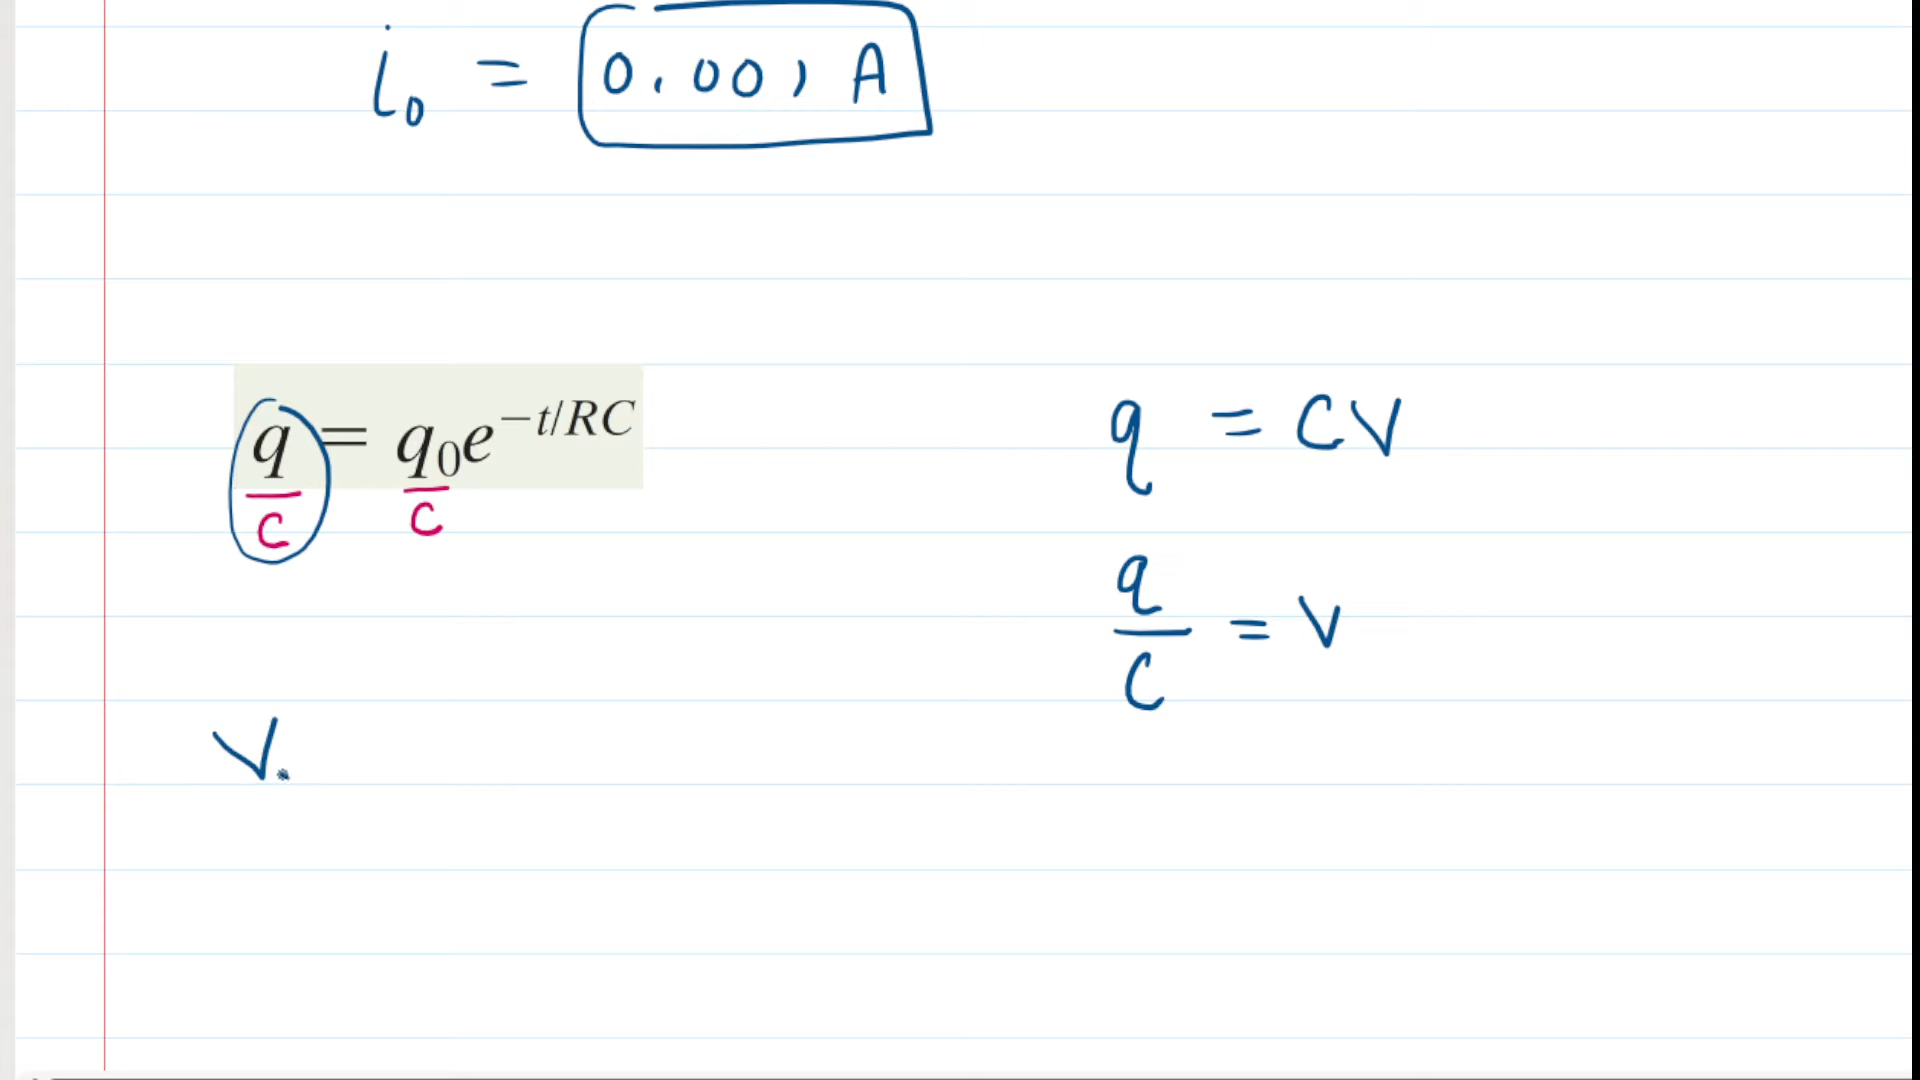 i₀ = 0.001 A
q = q₀e^(−t/RC)
C C
q = CV
q
C
= V
V